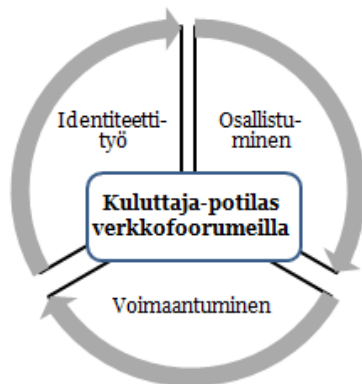 Identiteetti-
työ
Osallistu-
minen
Kuluttaja-potilas
verkkofoorumeilla
Voimaantuminen